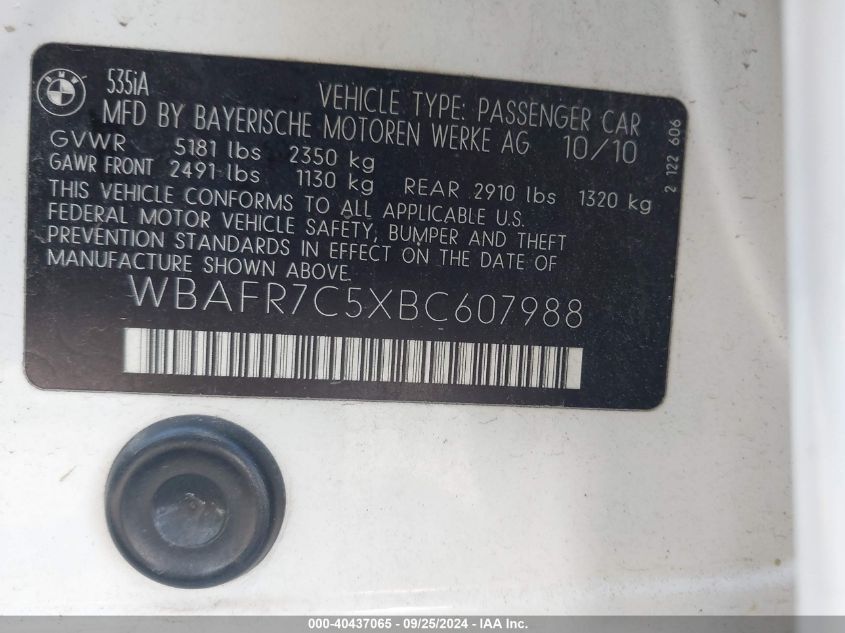 BMW
535iA
VEHICLE TYPE: PASSENGER CAR
MFD BY BAYERISCHE MOTOREN WERKE AG 10/10
GVWR 5181 lbs 2350 kg
GAWR FRONT 2491 lbs 1130 kg REAR 2910 lbs 1320 kg
THIS VEHICLE CONFORMS TO ALL APPLICABLE U.S.
FEDERAL MOTOR VEHICLE SAFETY, BUMPER AND THEFT
PREVENTION STANDARDS IN EFFECT ON THE DATE OF
MANUFACTURE SHOWN ABOVE.
WBAFR7C5XBC607988
2 122 606
000-40437065 - 09/25/2024 - IAA Inc.